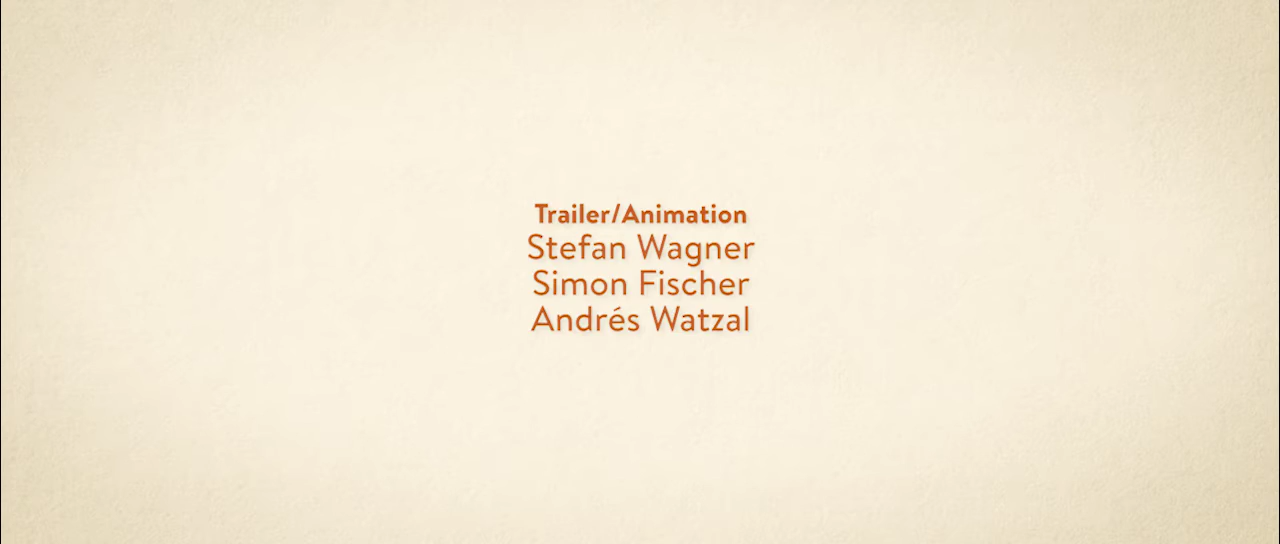 Trailer/Animation
Stefan Wagner
Simon Fischer
Andrés Watzal